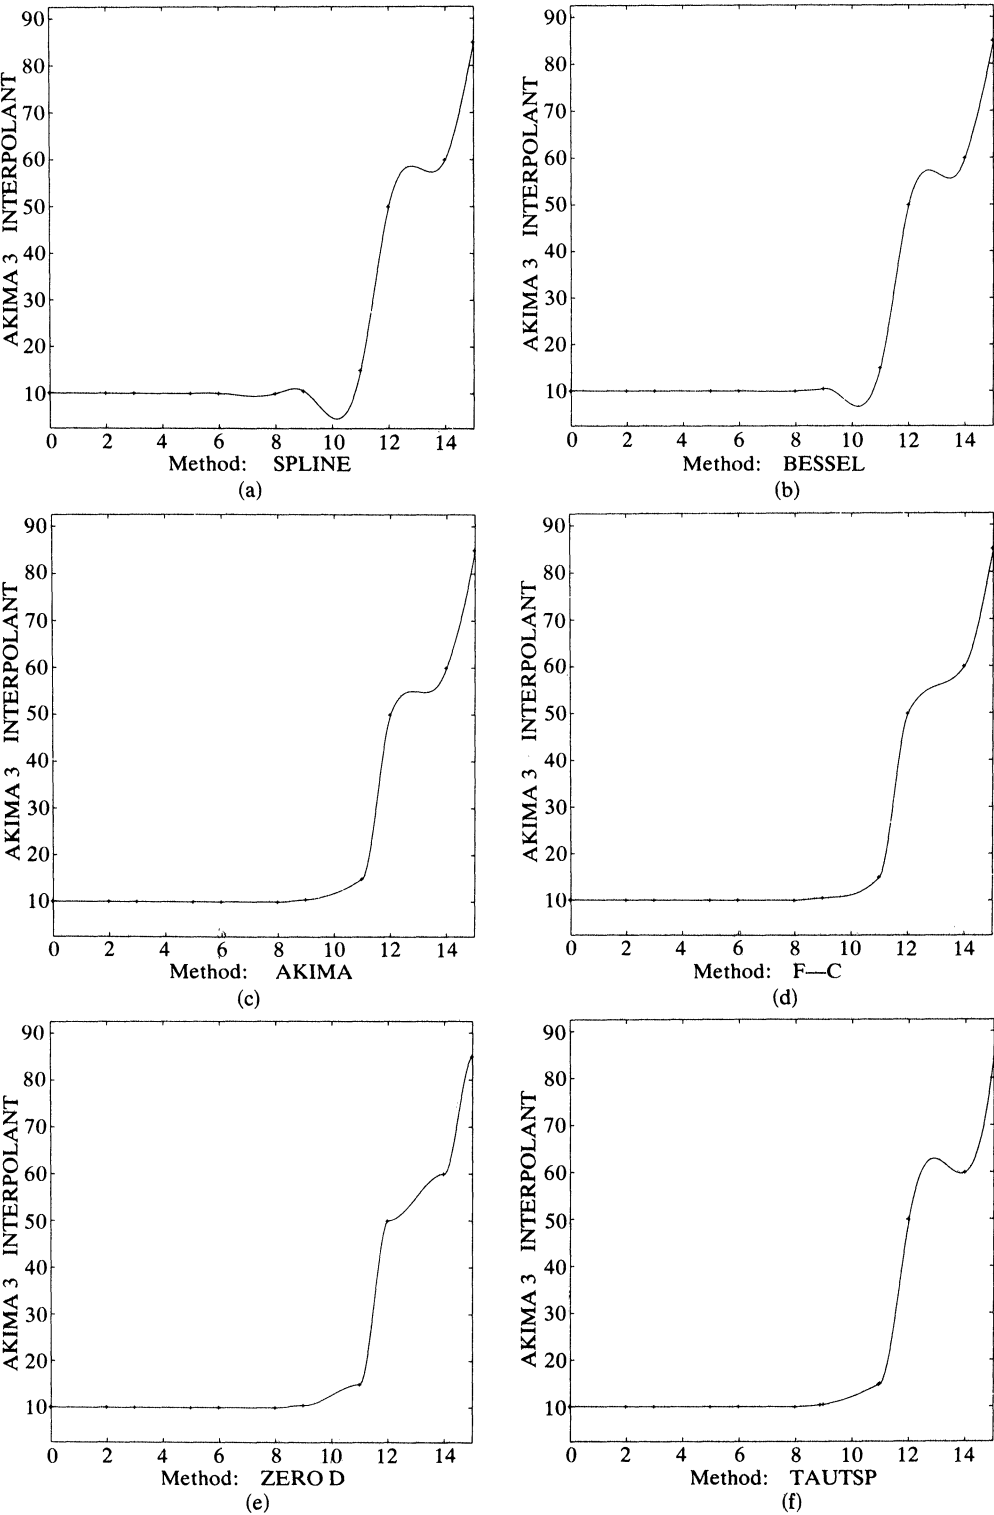 90
80
70
60
50
40
30
20
10
AKIMA 3 INTERPOLANT
0 2 4 6 8 10 12 14
Method: SPLINE
(a)
90
80
70
60
50
40
30
20
10
AKIMA 3 INTERPOLANT
0 2 4 6 8 10 12 14
Method: BESSEL
(b)
90
80
70
60
50
40
30
20
10
AKIMA 3 INTERPOLANT
0 2 4 6 8 10 12 14
Method: AKIMA
(c)
90
80
70
60
50
40
30
20
10
AKIMA 3 INTERPOLANT
0 2 4 6 8 10 12 14
Method: F—C
(d)
90
80
70
60
50
40
30
20
10
AKIMA 3 INTERPOLANT
0 2 4 6 8 10 12 14
Method: ZERO D
(e)
90
80
70
60
50
40
30
20
10
AKIMA 3 INTERPOLANT
0 2 4 6 8 10 12 14
Method: TAUTSP
(f)